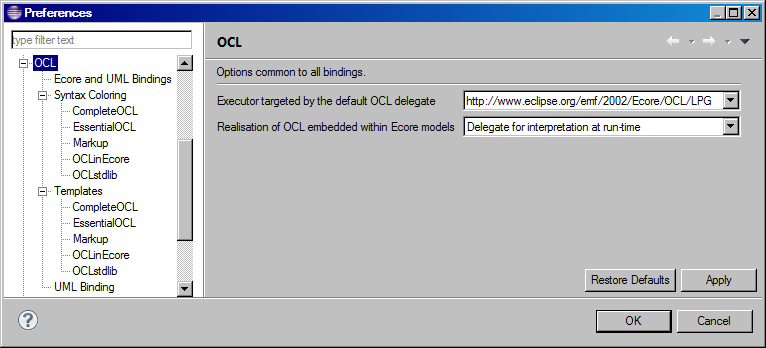 Preferences
type filter text
OCL
Ecore and UML Bindings
Syntax Coloring
CompleteOCL
EssentialOCL
Markup
OCLinEcore
OCLstdlib
Templates
CompleteOCL
EssentialOCL
Markup
OCLinEcore
OCLstdlib
UML Binding
OCL
Options common to all bindings.
Executor targeted by the default OCL delegate http://www.eclipse.org/emf/2002/Ecore/OCL/LPG
Realisation of OCL embedded within Ecore models Delegate for interpretation at run-time
Restore Defaults Apply
? OK Cancel